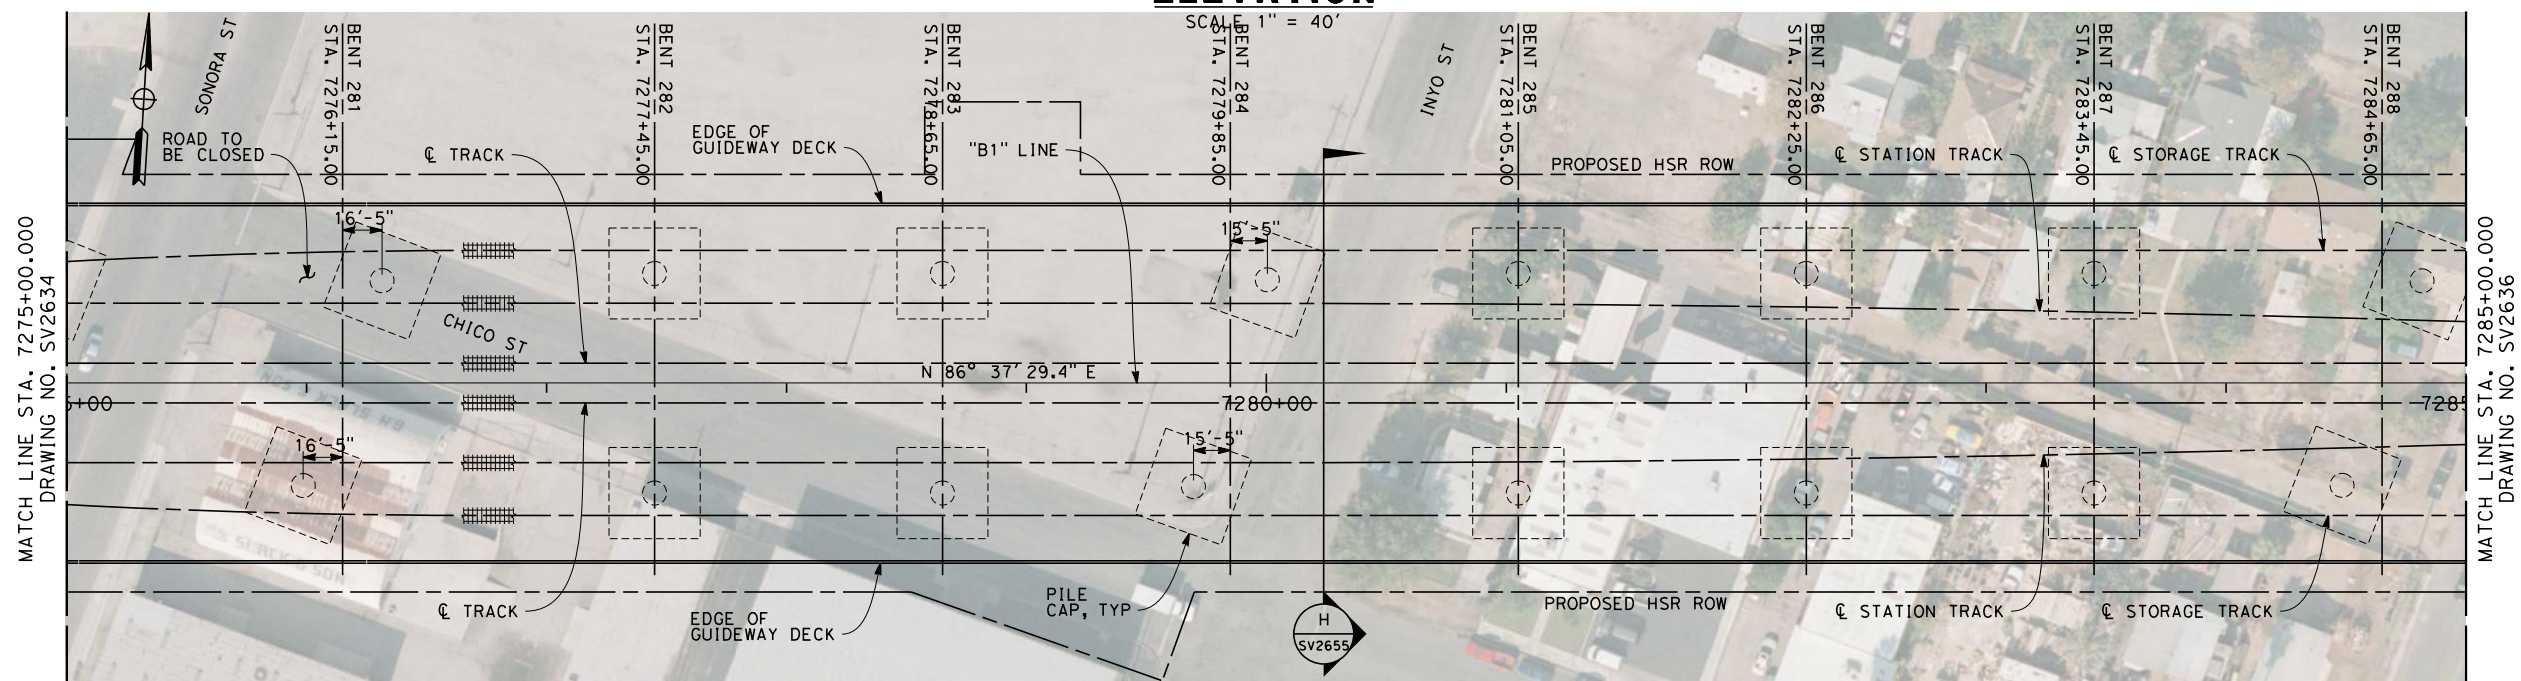 SCALE 1" = 40'
SONORA ST
BENT 281
STA. 7276+15.00
BENT 282
STA. 7277+45.00
BENT 283
STA. 7278+65.00
BENT 284
STA. 7279+85.00
INYO ST
BENT 285
STA. 7281+05.00
BENT 286
STA. 7282+25.00
BENT 287
STA. 7283+45.00
BENT 288
STA. 7284+65.00
ROAD TO
BE CLOSED
℄ TRACK
EDGE OF
GUIDEWAY DECK
"B1" LINE
PROPOSED HSR ROW
℄ STATION TRACK
℄ STORAGE TRACK
MATCH LINE STA. 7275+00.000
DRAWING NO. SV2634
16'-5"
15'-5"
CHICO ST
N 86° 37' 29.4" E
5+00
7280+00
7285
16'-5"
15'-5"
℄ TRACK
EDGE OF
GUIDEWAY DECK
PILE
CAP, TYP
H
SV2655
PROPOSED HSR ROW
℄ STATION TRACK
℄ STORAGE TRACK
MATCH LINE STA. 7285+00.000
DRAWING NO. SV2636